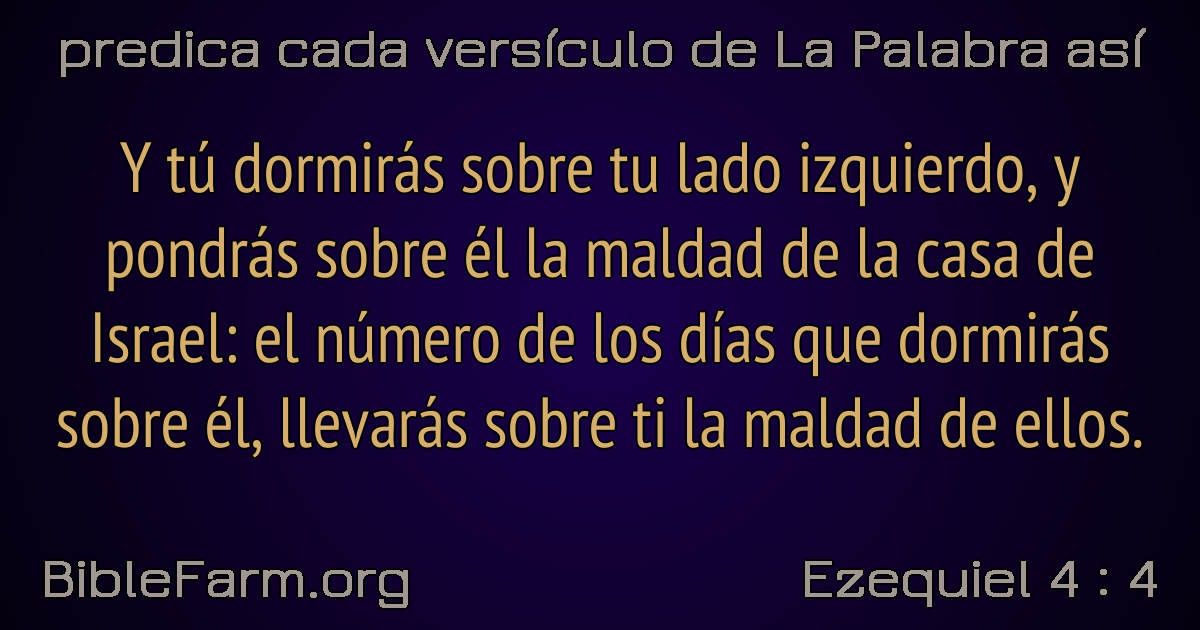 predica cada versículo de La Palabra así
Y tú dormirás sobre tu lado izquierdo, y
pondrás sobre él la maldad de la casa de
Israel: el número de los días que dormirás
sobre él, llevarás sobre ti la maldad de ellos.
BibleFarm.org
Ezequiel 4 : 4